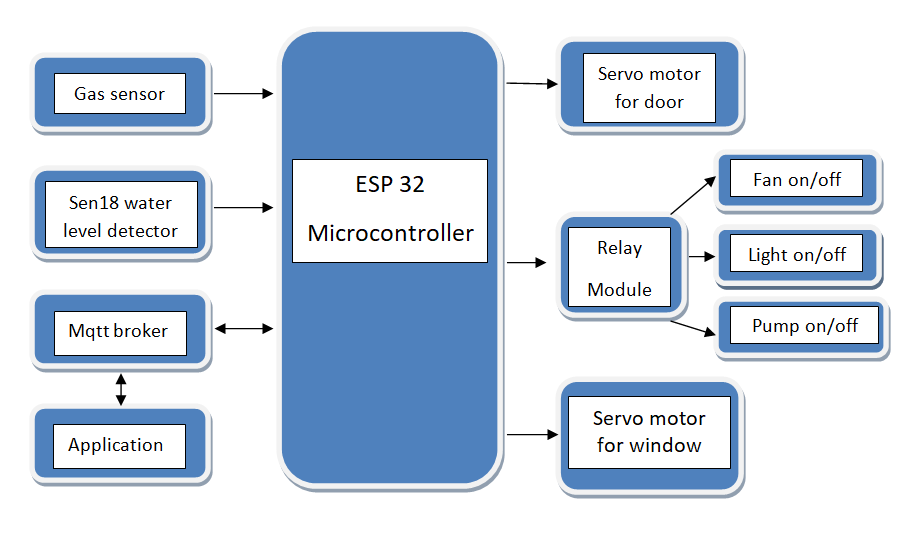 Gas sensor
Sen18 water
level detector
Mqtt broker
Application
ESP 32
Microcontroller
Servo motor
for door
Relay
Module
Servo motor
for window
Fan on/off
Light on/off
Pump on/off